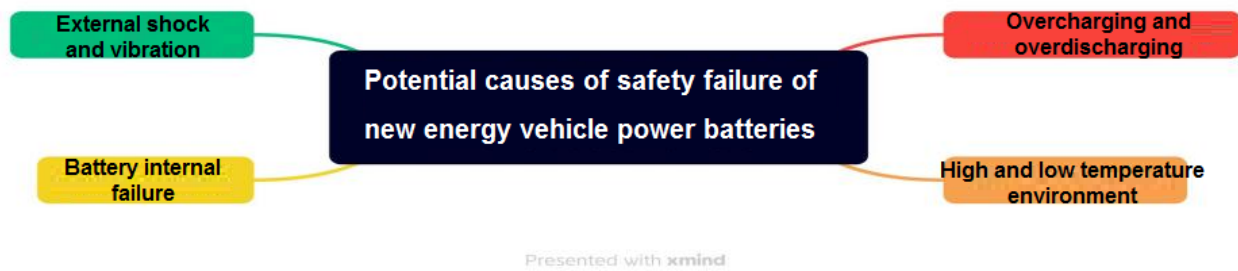 External shock
and vibration
Overcharging and
overdischarging
Potential causes of safety failure of
new energy vehicle power batteries
Battery internal
failure
High and low temperature
environment
Presented with xmind